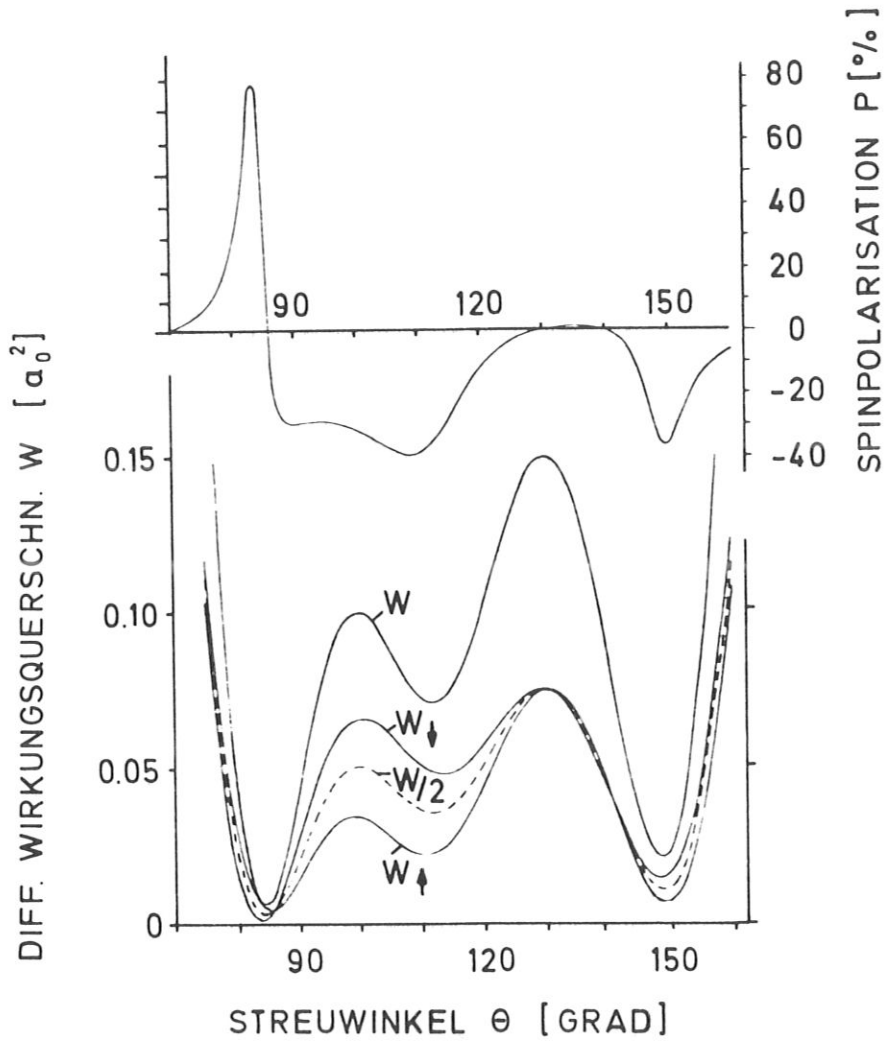 80
60
40
20
0
-20
-40
SPINPOLARISATION P [%]
90 120 150
DIFF. WIRKUNGSQUERSCHN. W [a₀²]
0.15
0.10
0.05
0
W
W↓
W/2
W↑
90 120 150
STREUWINKEL Θ [GRAD]